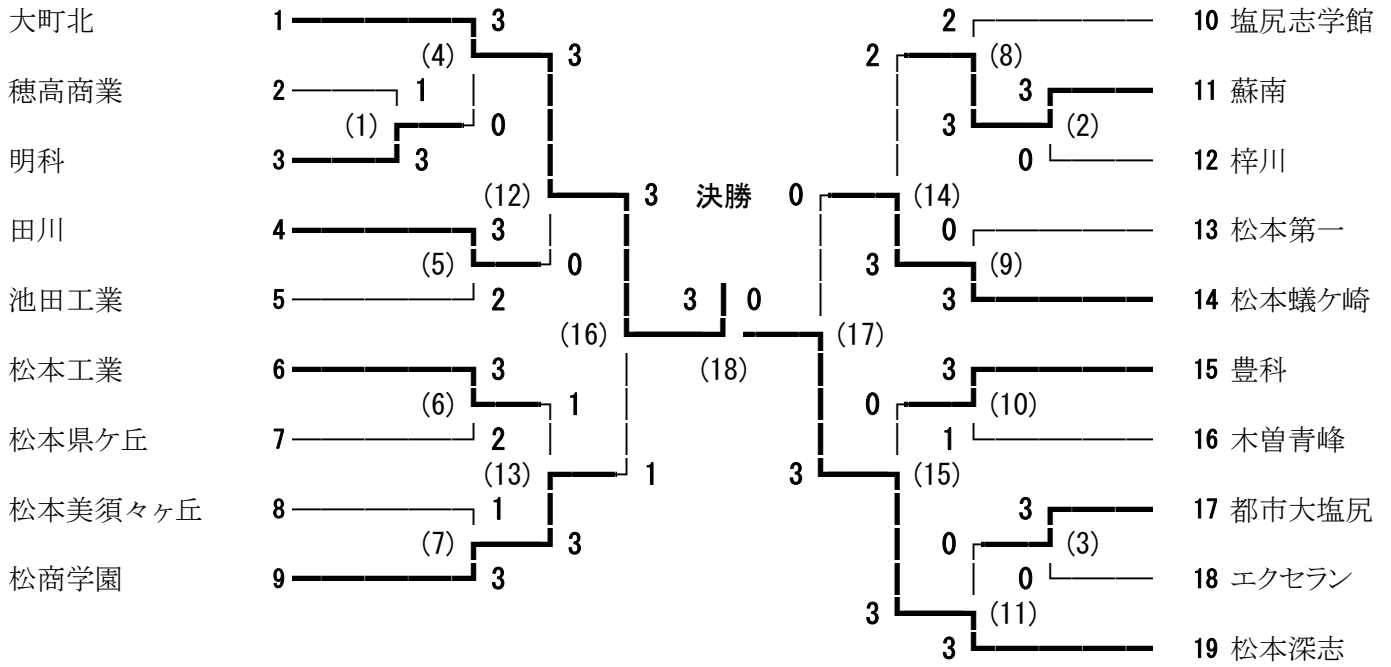 大町北 1 3 2 10 塩尻志学館
(4) 3 2 (8)
穂高商業 2 1 3 11 蘇南
(1) 0 3 (2)
明科 3 3 0 12 梓川
(12) 3 決勝 0 (14)
田川 4 3 0 13 松本第一
(5) 0 3 (9)
池田工業 5 2 3 0 3 14 松本蟻ケ崎
(16) (17)
松本工業 6 3 (18) 3 15 豊科
(6) 1 0 (10)
松本県ケ丘 7 2 1 16 木曽青峰
(13) 1 3 (15)
松本美須々ヶ丘 8 1 3 17 都市大塩尻
(7) 3 0 (3)
松商学園 9 3 0 18 エクセラン
3 (11)
3 19 松本深志